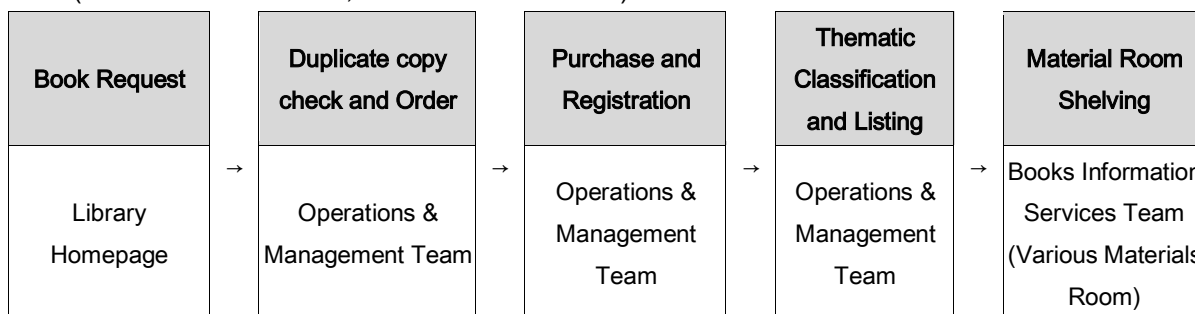 Book Request
Duplicate copy
check and Order
Purchase and
Registration
Thematic
Classification
and Listing
Material Room
Shelving
Library
Homepage
→
Operations &
Management Team
→
Operations &
Management
Team
→
Operations &
Management
Team
→
Books Information
Services Team
(Various Materials
Room)